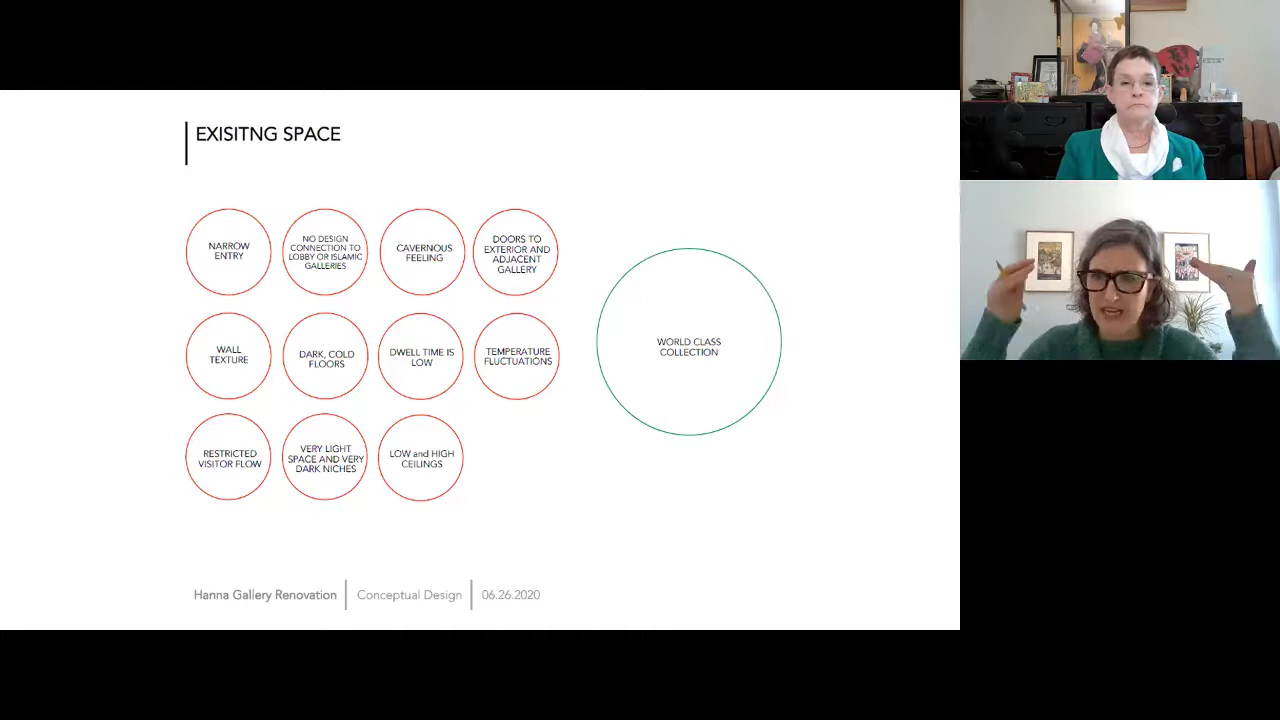 EXISITNG SPACE
NARROW
ENTRY
NO DESIGN
CONNECTION TO
LOBBY OR ISLAMIC
GALLERIES
CAVERNOUS
FEELING
DOORS TO
EXTERIOR AND
ADJACENT
GALLERY
WALL
TEXTURE
DARK, COLD
FLOORS
DWELL TIME IS
LOW
TEMPERATURE
FLUCTUATIONS
RESTRICTED
VISITOR FLOW
VERY LIGHT
SPACE AND VERY
DARK NICHES
LOW and HIGH
CEILINGS
WORLD CLASS
COLLECTION
Hanna Gallery Renovation
Conceptual Design
06.26.2020